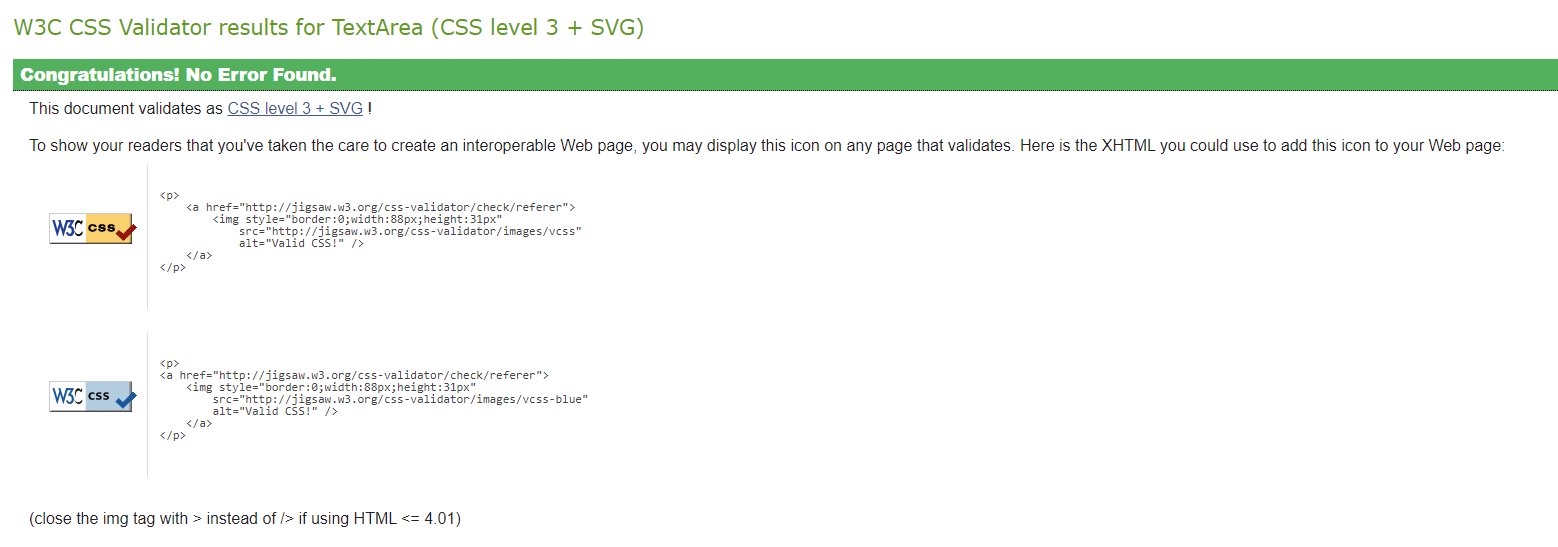 W3C CSS Validator results for TextArea (CSS level 3 + SVG)
Congratulations! No Error Found.
This document validates as CSS level 3 + SVG !
To show your readers that you've taken the care to create an interoperable Web page, you may display this icon on any page that validates. Here is the XHTML you could use to add this icon to your Web page:
W3C css
<p>
<a href="http://jigsaw.w3.org/css-validator/check/referer">
<img style="border:0;width:88px;height:31px"
src="http://jigsaw.w3.org/css-validator/images/vcss"
alt="Valid CSS!" />
</a>
</p>
W3C css
<p>
<a href="http://jigsaw.w3.org/css-validator/check/referer">
<img style="border:0;width:88px;height:31px"
src="http://jigsaw.w3.org/css-validator/images/vcss-blue"
alt="Valid CSS!" />
</a>
</p>
(close the img tag with > instead of /> if using HTML <= 4.01)